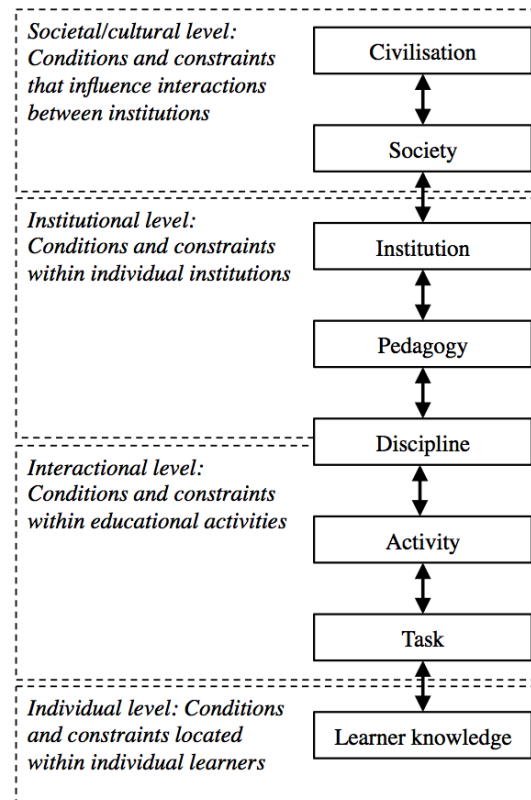 Societal/cultural level:
Conditions and constraints
that influence interactions
between institutions
Civilisation
Society
Institutional level:
Conditions and constraints
within individual institutions
Institution
Pedagogy
Discipline
Interactional level:
Conditions and constraints
within educational activities
Activity
Task
Individual level: Conditions
and constraints located
within individual learners
Learner knowledge